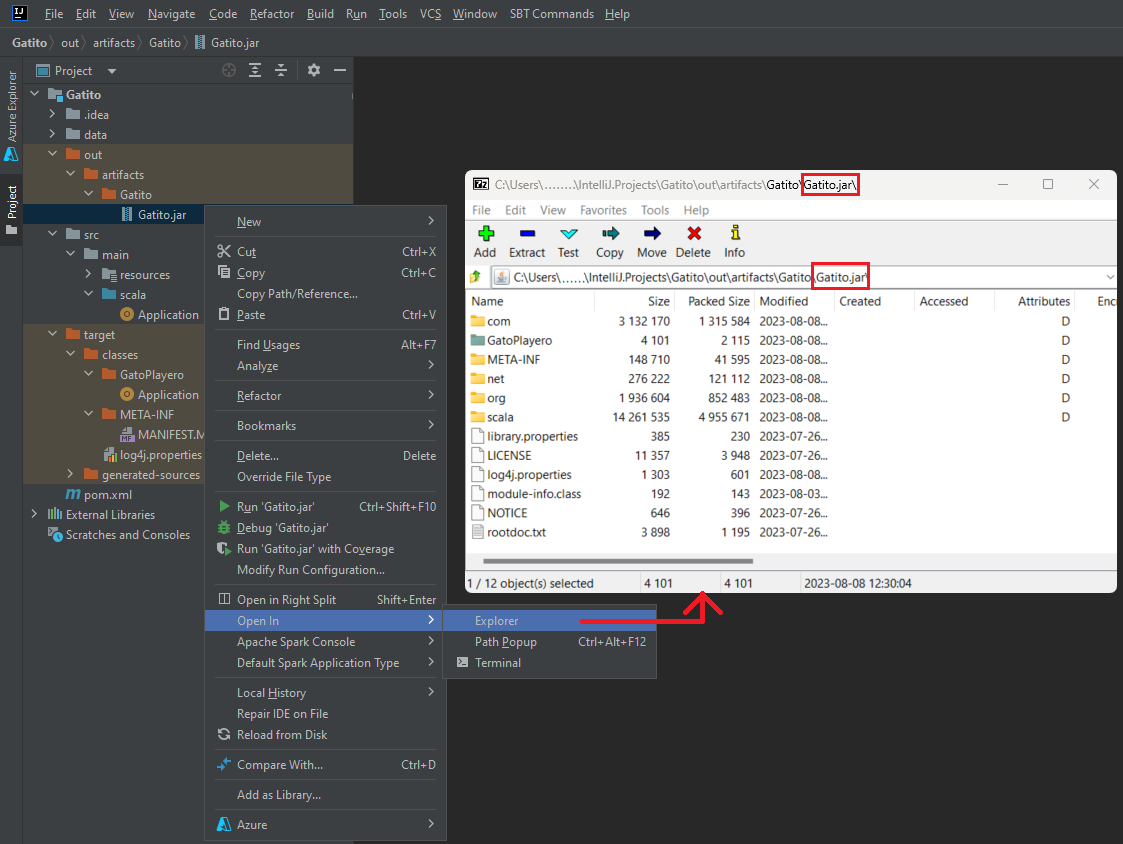 IJ File Edit View Navigate Code Refactor Build Run Tools VCS Window SBT Commands Help
Gatito out artifacts Gatito Gatito.jar
Azure Explorer
Project
Project
Gatito
.idea
data
out
artifacts
Gatito
Gatito.jar
src
main
resources
scala
Application
target
classes
GatoPlayero
Application
META-INF
MANIFEST.M
log4j.properties
generated-sources
m pom.xml
External Libraries
Scratches and Consoles
New
Cut Ctrl+X
Copy Ctrl+C
Copy Path/Reference...
Paste Ctrl+V
Find Usages Alt+F7
Analyze
Refactor
Bookmarks
Delete... Delete
Override File Type
Run 'Gatito.jar' Ctrl+Shift+F10
Debug 'Gatito.jar'
Run 'Gatito.jar' with Coverage
Modify Run Configuration...
Open in Right Split Shift+Enter
Open In
Apache Spark Console
Default Spark Application Type
Local History
Repair IDE on File
Reload from Disk
Compare With... Ctrl+D
Add as Library...
Azure
Explorer
Path Popup Ctrl+Alt+F12
Terminal
7z C:\Users\........\IntelliJ.Projects\Gatito\out\artifacts\Gatito\Gatito.jar\
File Edit View Favorites Tools Help
Add Extract Test Copy Move Delete Info
C:\Users\......\IntelliJ.Projects\Gatito\out\artifacts\Gatito\Gatito.jar\
Name Size Packed Size Modified Created Accessed Attributes Enc
com 3 132 170 1 315 584 2023-08-08... D
GatoPlayero 4 101 2 115 2023-08-08... D
META-INF 148 710 41 595 2023-08-08... D
net 276 222 121 112 2023-08-08... D
org 1 936 604 852 483 2023-08-08... D
scala 14 261 535 4 955 671 2023-08-08... D
library.properties 385 230 2023-07-26...
LICENSE 11 357 3 948 2023-07-26...
log4j.properties 1 303 601 2023-08-08...
module-info.class 192 143 2023-08-03...
NOTICE 646 396 2023-07-26...
rootdoc.txt 3 898 1 195 2023-07-26...
1 / 12 object(s) selected 4 101 4 101 2023-08-08 12:30:04